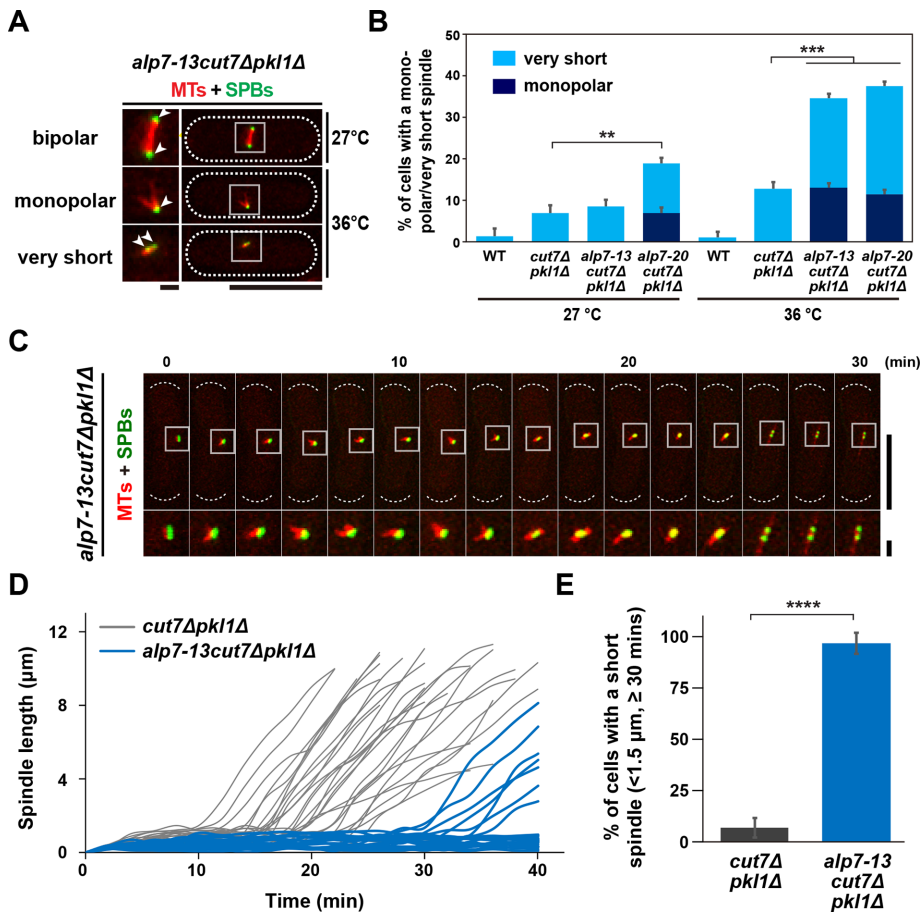 A
alp7-13cut7Δpkl1Δ
MTs + SPBs
bipolar
27°C
monopolar
36°C
very short
B
% of cells with a mono-
polar/very short spindle
50
40
30
20
10
0
very short
monopolar
**
***
WT
cut7Δ
pkl1Δ
alp7-13
cut7Δ
pkl1Δ
alp7-20
cut7Δ
pkl1Δ
WT
cut7Δ
pkl1Δ
alp7-13
cut7Δ
pkl1Δ
alp7-20
cut7Δ
pkl1Δ
27 °C
36 °C
C
alp7-13cut7Δpkl1Δ
MTs + SPBs
0 10 20 30 (min)
D
Spindle length (μm)
12
8
4
0
cut7Δpkl1Δ
alp7-13cut7Δpkl1Δ
0 10 20 30 40
Time (min)
E
% of cells with a short
spindle (<1.5 μm, ≥ 30 mins)
100
75
50
25
0
****
cut7Δ
pkl1Δ
alp7-13
cut7Δ
pkl1Δ